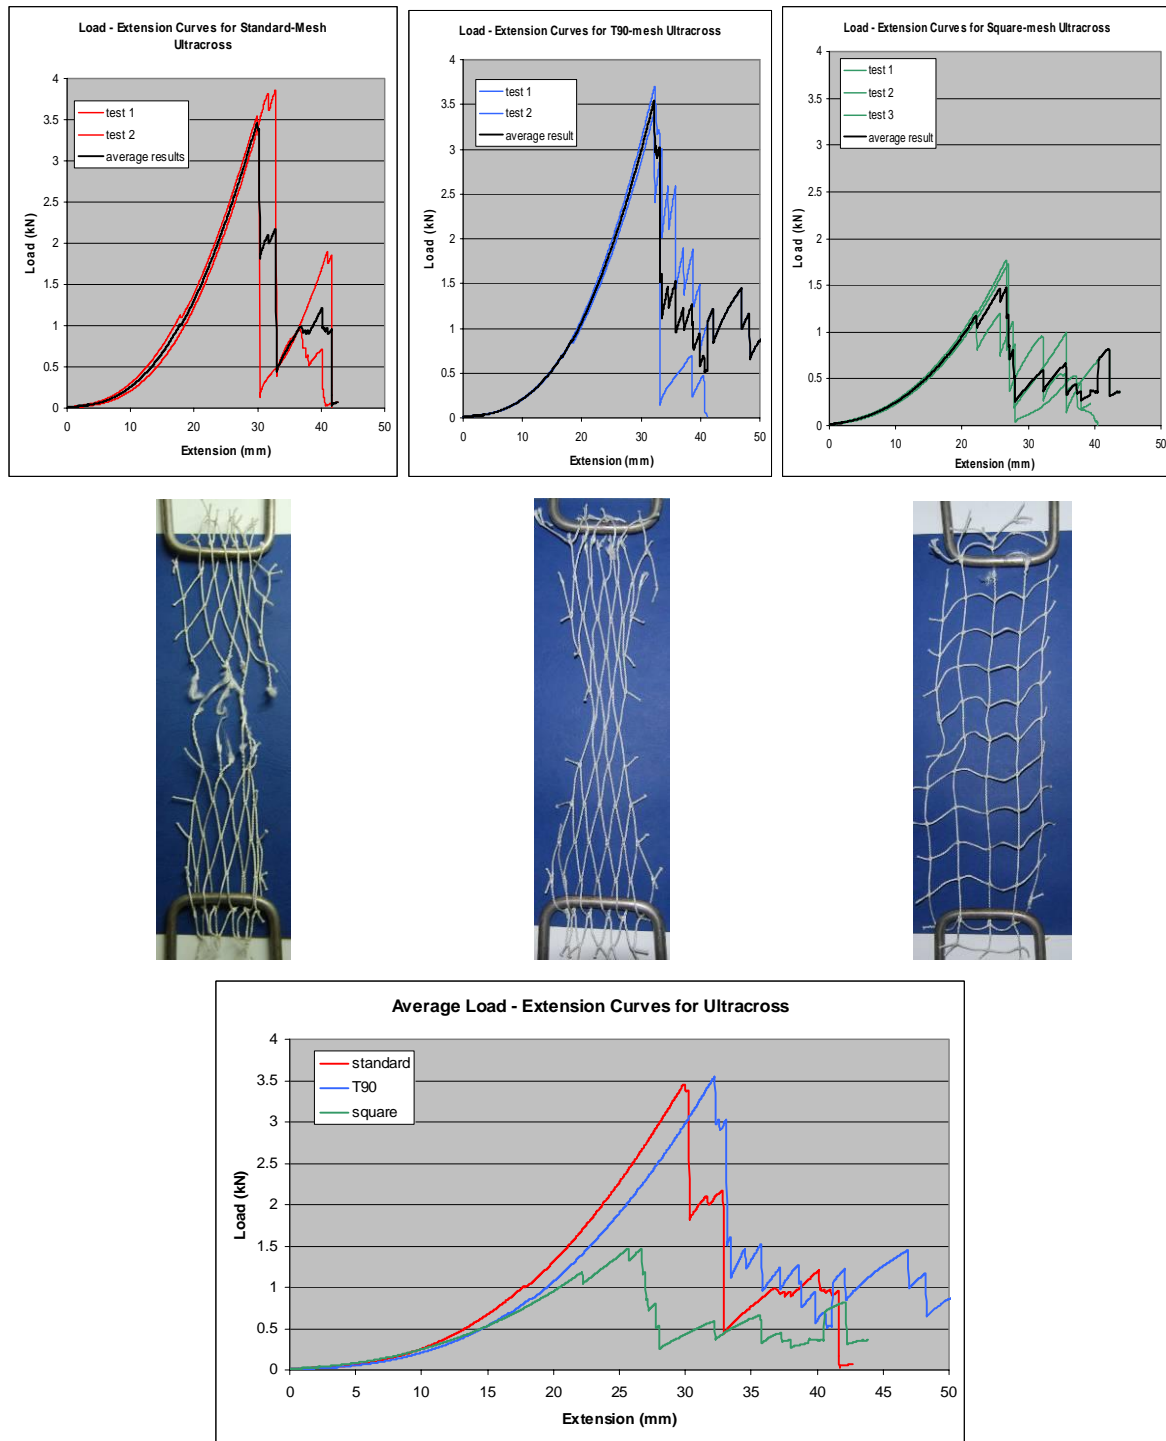 Load - Extension Curves for Standard-Mesh
Ultracross
4
3.5
3
2.5
2
1.5
1
0.5
0
test 1
test 2
average results
Load (kN)
0 10 20 30 40 50
Extension (mm)
Load - Extension Curves for T90-mesh Ultracross
4
3.5
3
2.5
2
1.5
1
0.5
0
test 1
test 2
average result
Load (kN)
0 10 20 30 40 50
Extension (mm)
Load - Extension Curves for Square-mesh Ultracross
4
3.5
3
2.5
2
1.5
1
0.5
0
test 1
test 2
test 3
average result
Load (kN)
0 10 20 30 40 50
Extension (mm)
Average Load - Extension Curves for Ultracross
4
3.5
3
2.5
2
1.5
1
0.5
0
standard
T90
square
Load (kN)
0 5 10 15 20 25 30 35 40 45 50
Extension (mm)